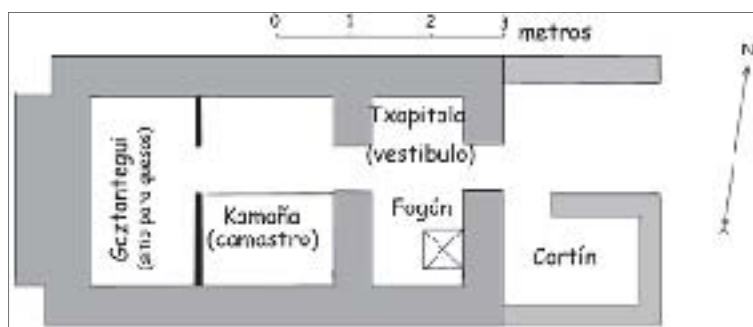 0 1 2 3
metros
N
Txapitala
(vestíbulo)
Gaztantegui
(sitio para quesos)
Kamaña
(camastro)
Fogón
Cortín